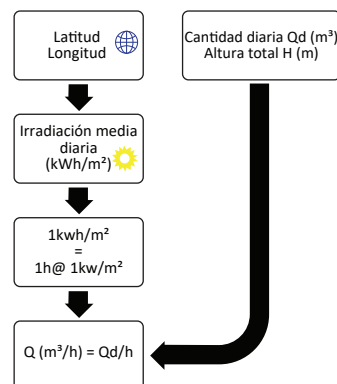 Latitud
Longitud
Cantidad diaria Qd (m³)
Altura total H (m)
Irradiación media
diaria
(kWh/m²)
1kwh/m²
=
1h@ 1kw/m²
Q (m³/h) = Qd/h